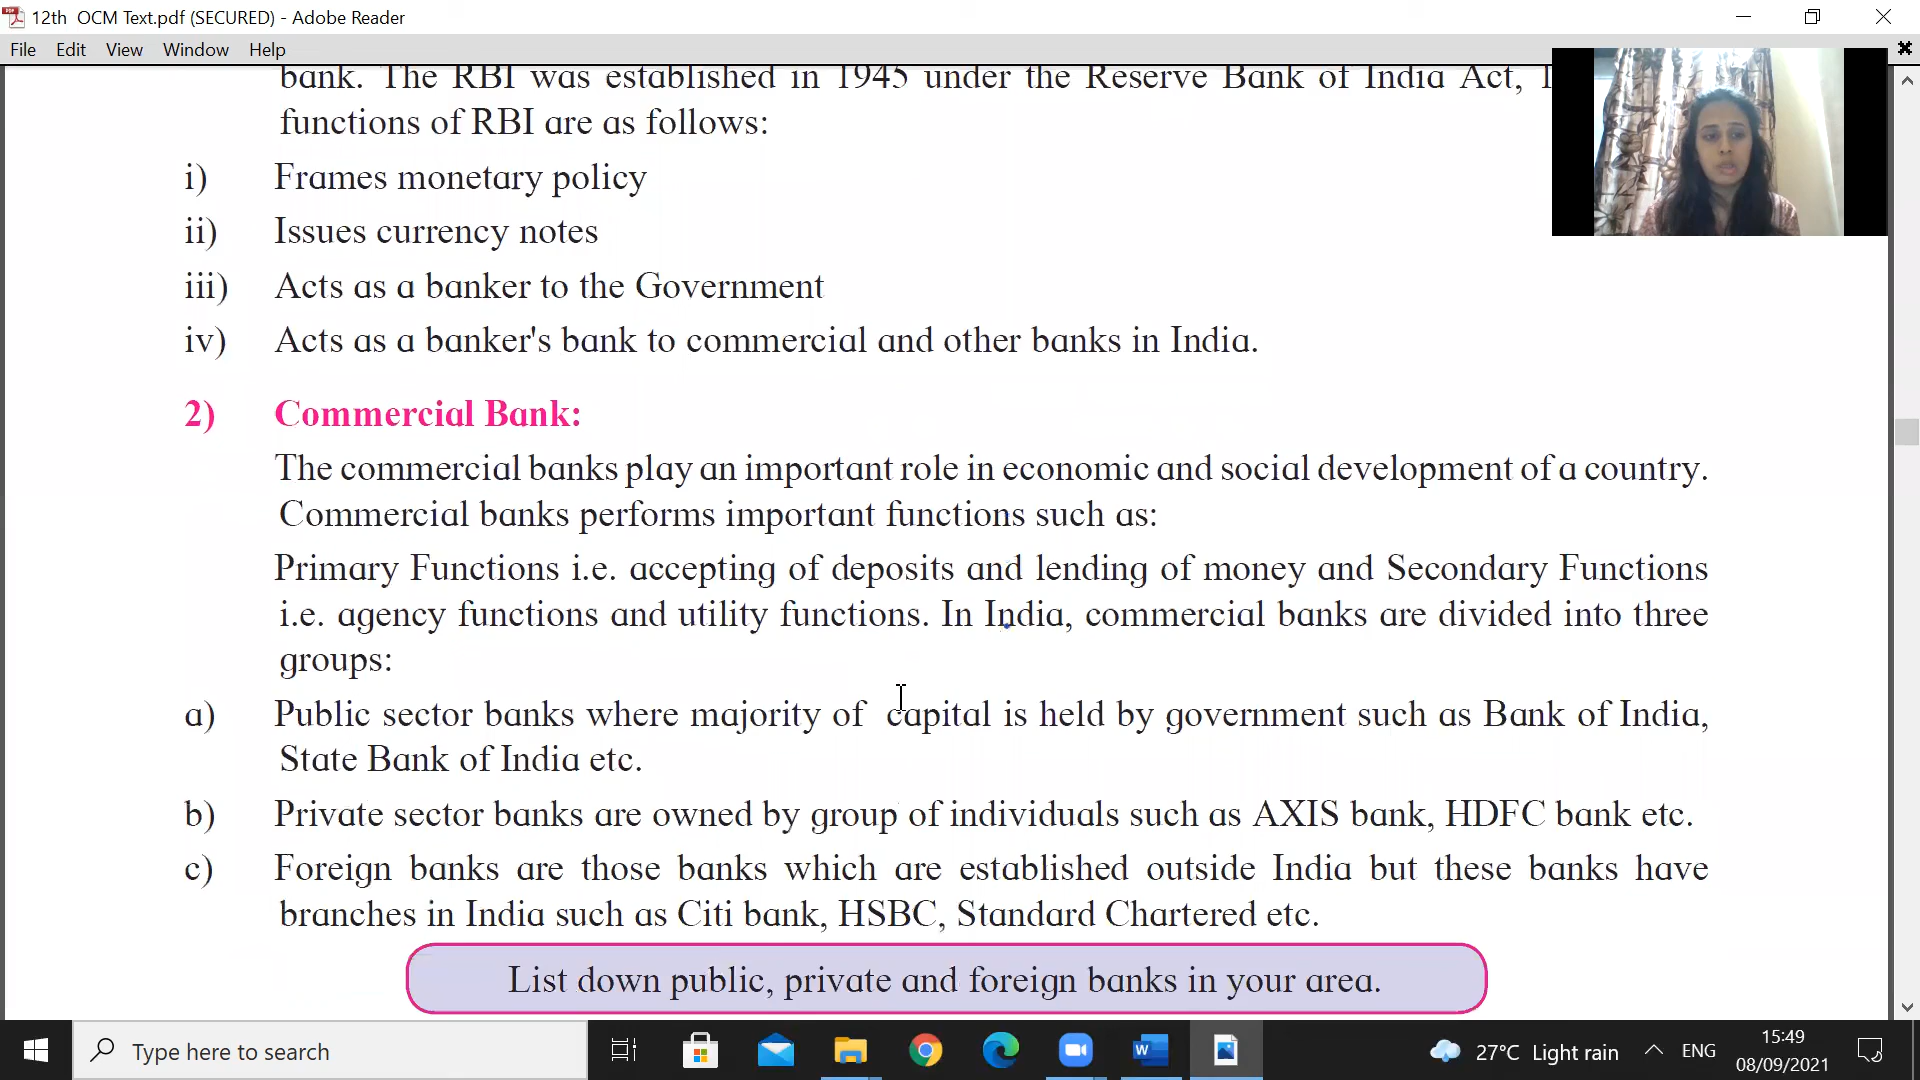 12th OCM Text.pdf (SECURED) - Adobe Reader
File Edit View Window Help
bank. The RBI was established in 1945 under the Reserve Bank of India Act,
functions of RBI are as follows:
i) Frames monetary policy
ii) Issues currency notes
iii) Acts as a banker to the Government
iv) Acts as a banker's bank to commercial and other banks in India.
2) Commercial Bank:
The commercial banks play an important role in economic and social development of a country.
Commercial banks performs important functions such as:
Primary Functions i.e. accepting of deposits and lending of money and Secondary Functions
i.e. agency functions and utility functions. In India, commercial banks are divided into three
groups:
a) Public sector banks where majority of capital is held by government such as Bank of India,
State Bank of India etc.
b) Private sector banks are owned by group of individuals such as AXIS bank, HDFC bank etc.
c) Foreign banks are those banks which are established outside India but these banks have
branches in India such as Citi bank, HSBC, Standard Chartered etc.
List down public, private and foreign banks in your area.
Type here to search
W
27°C Light rain
ENG
15:49
08/09/2021